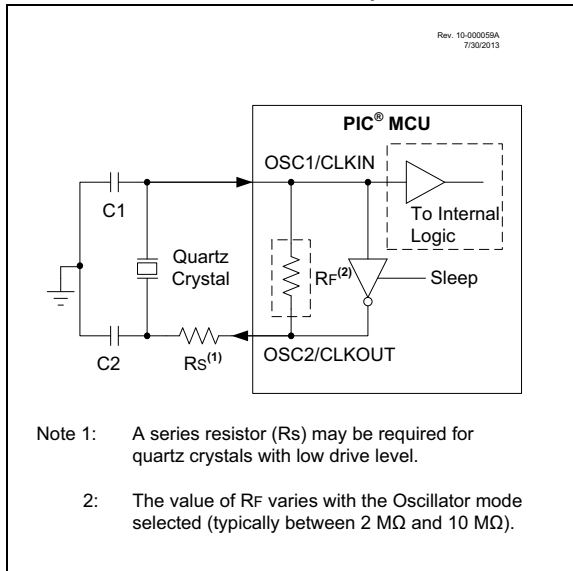 Rev. 10-000059A
7/30/2013
PIC® MCU
OSC1/CLKIN
C1
To Internal
Logic
Quartz
Crystal
RF(2)
Sleep
C2
RS(1)
OSC2/CLKOUT
Note 1: A series resistor (Rs) may be required for
quartz crystals with low drive level.
2: The value of RF varies with the Oscillator mode
selected (typically between 2 MΩ and 10 MΩ).